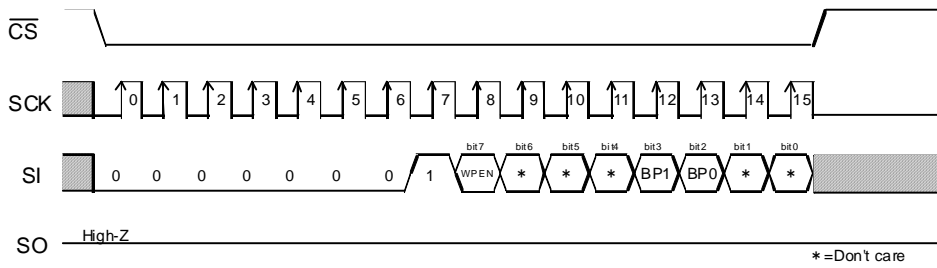 CS
SCK 0 1 2 3 4 5 6 7 8 9 10 11 12 13 14 15
bit7 bit6 bit5 bit4 bit3 bit2 bit1 bit0
SI 0 0 0 0 0 0 0 1 WPEN * * * BP1 BP0 * *
High-Z
SO
*=Don't care